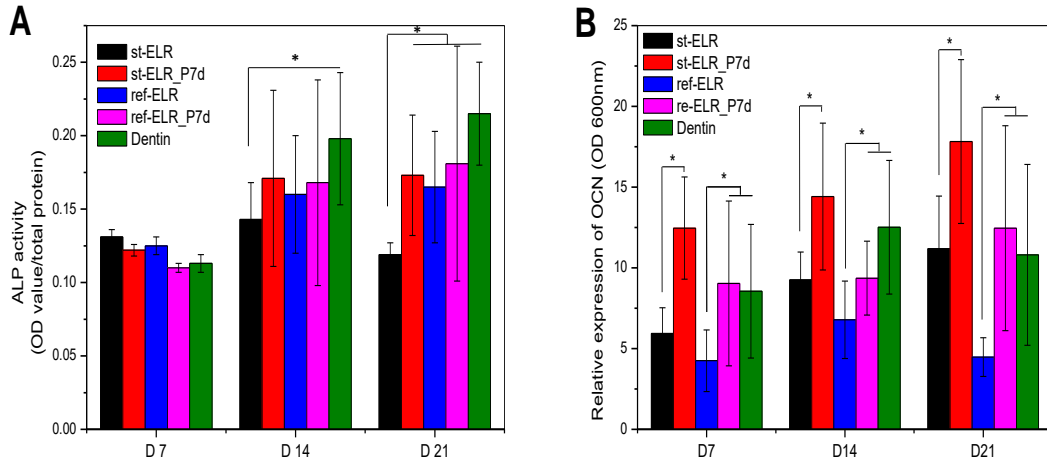 A
ALP activity
(OD value/total protein)
0.25
0.20
0.15
0.10
0.05
0.00
st-ELR
st-ELR_P7d
ref-ELR
ref-ELR_P7d
Dentin
*
*
D 7
D 14
D 21
B
Relative expression of OCN (OD 600nm)
25
20
15
10
5
0
st-ELR
st-ELR_P7d
ref-ELR
re-ELR_P7d
Dentin
*
*
*
*
*
*
D7
D14
D21